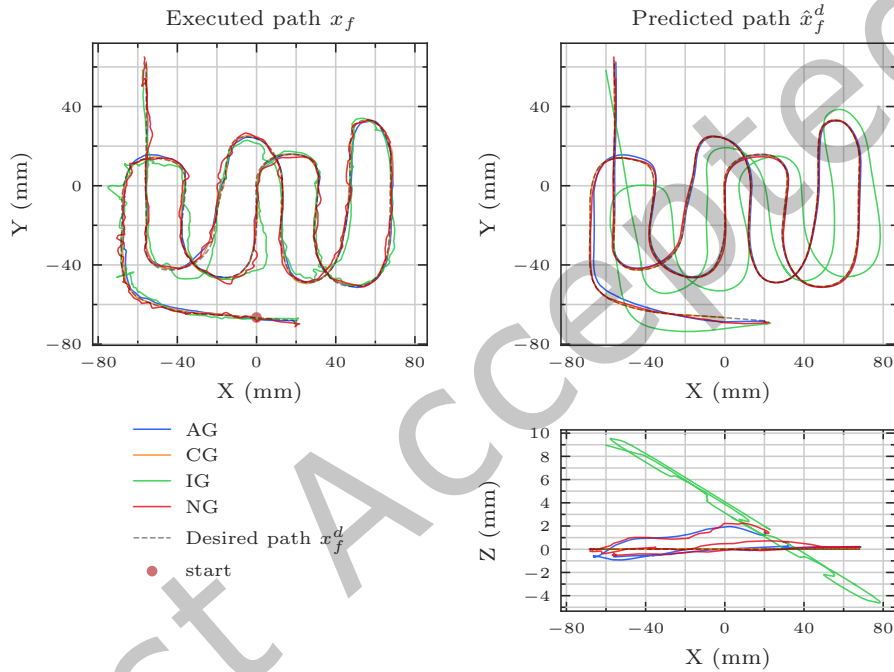 Executed path x_f
Predicted path x̂_f^d
Y (mm)
40
0
−40
−80
−80 −40 0 40 80
X (mm)
Y (mm)
40
0
−40
−80
−80 −40 0 40 80
X (mm)
AG
CG
IG
NG
Desired path x_f^d
start
Z (mm)
10
8
6
4
2
0
−2
−4
−80 −40 0 40 80
X (mm)
st Accepted